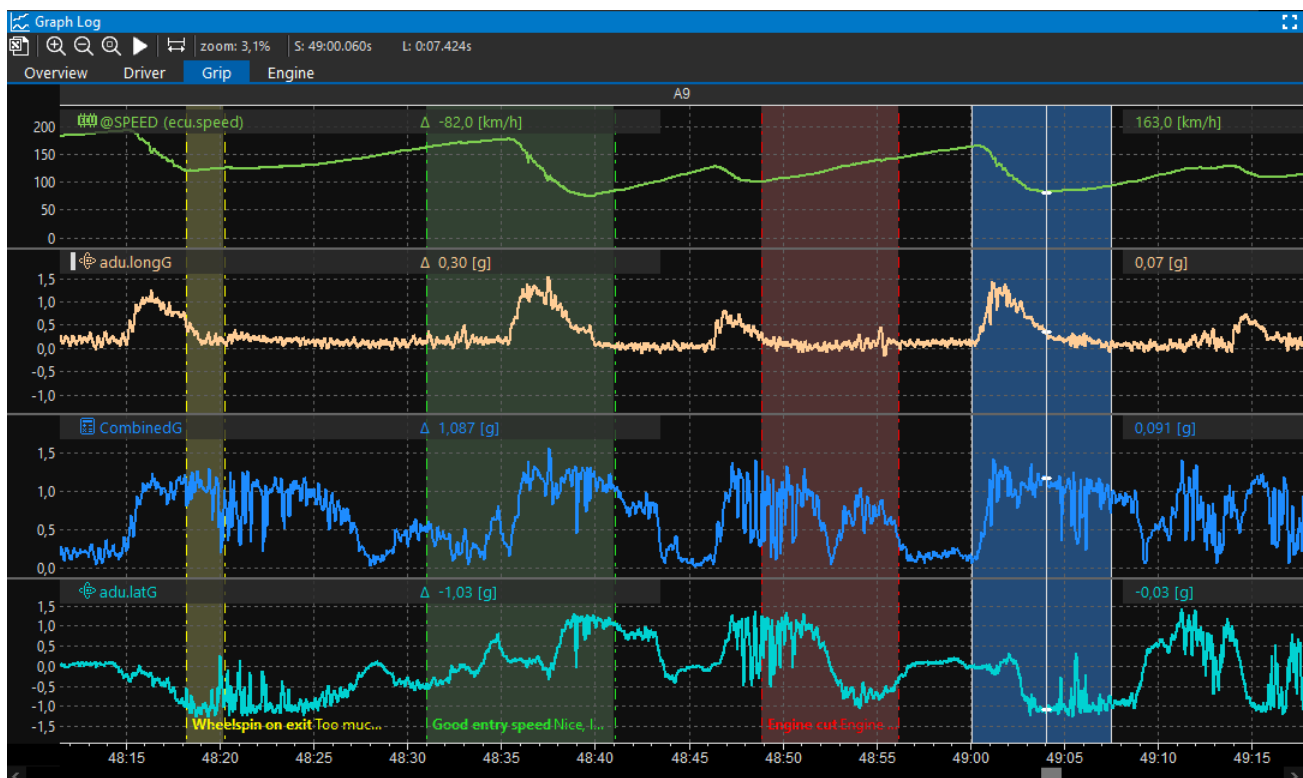 Graph Log
zoom: 3,1% S: 49:00.060s L: 0:07.424s
Overview Driver Grip Engine
A9
@SPEED (ecu.speed) Δ -82,0 [km/h] 163,0 [km/h]
200
150
100
50
0
adu.longG Δ 0,30 [g] 0,07 [g]
1,5
1,0
0,5
0,0
-0,5
-1,0
CombinedG Δ 1,087 [g] 0,091 [g]
1,5
1,0
0,5
0,0
adu.latG Δ -1,03 [g] -0,03 [g]
1,5
1,0
0,5
0,0
-0,5
-1,0
-1,5
Wheelspin on exit Too muc... Good entry speed Nice, I... Engine cut Engine
48:15 48:20 48:25 48:30 48:35 48:40 48:45 48:50 48:55 49:00 49:05 49:10 49:15